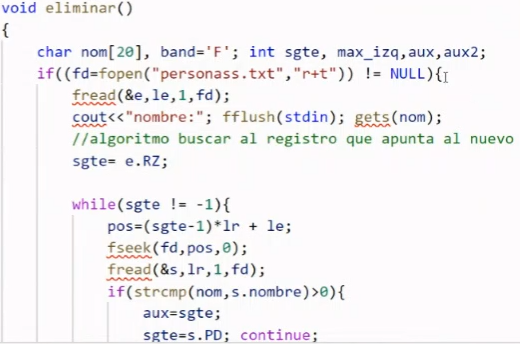 void eliminar()
{
char nom[20], band='F'; int sgte, max_izq,aux,aux2;
if((fd=fopen("personass.txt","r+t")) != NULL){
fread(&e,le,1,fd);
cout<<"nombre:"; fflush(stdin); gets(nom);
//algoritmo buscar al registro que apunta al nuevo
sgte= e.RZ;
while(sgte != -1){
pos=(sgte-1)*lr + le;
fseek(fd,pos,0);
fread(&s,lr,1,fd);
if(strcmp(nom,s.nombre)>0){
aux=sgte;
sgte=s.PD; continue;